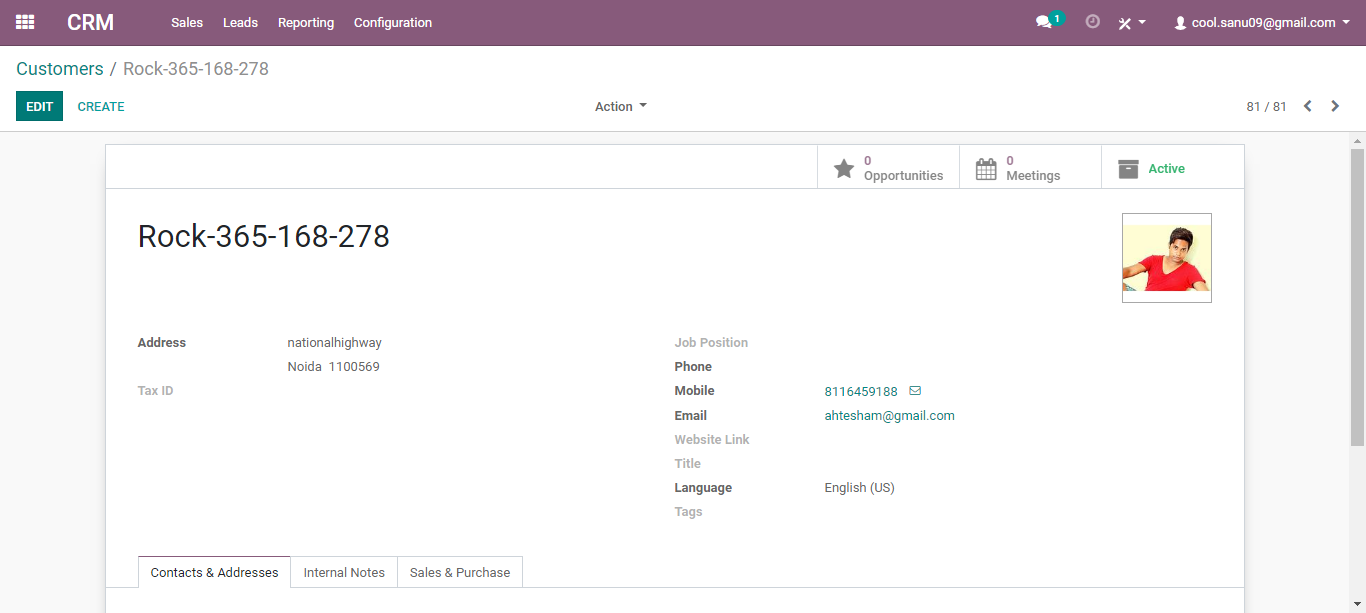 CRM Sales Leads Reporting Configuration 1 cool.sanu09@gmail.com
Customers / Rock-365-168-278
EDIT CREATE Action 81 / 81
0 Opportunities
0 Meetings
Active
Rock-365-168-278
Address nationalhighway
Noida 1100569
Tax ID
Job Position
Phone
Mobile 8116459188
Email ahtesham@gmail.com
Website Link
Title
Language English (US)
Tags
Contacts & Addresses Internal Notes Sales & Purchase